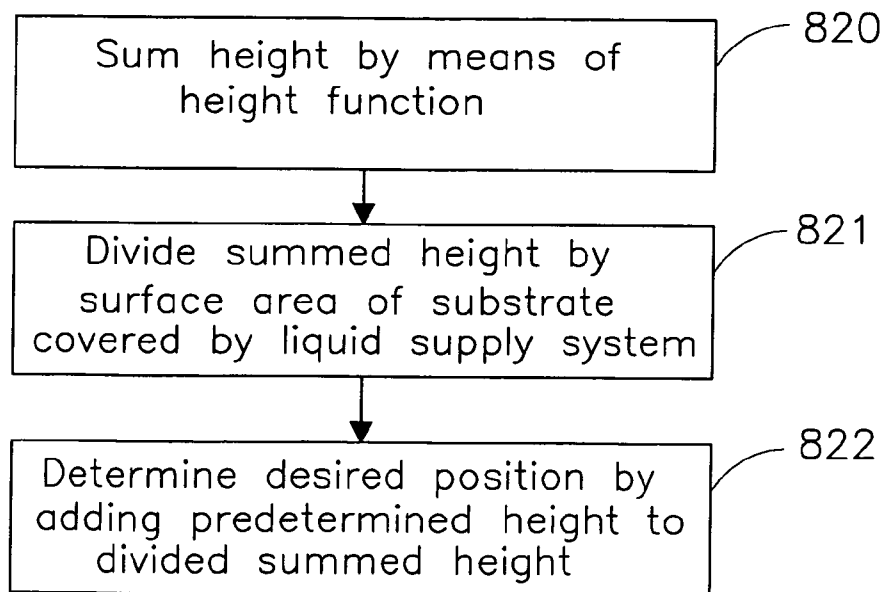 820
Sum height by means of
height function
821
Divide summed height by
surface area of substrate
covered by liquid supply system
822
Determine desired position by
adding predetermined height to
divided summed height